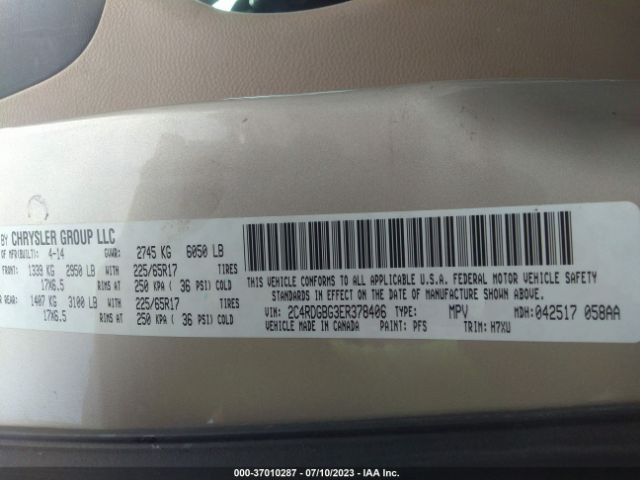 BY CHRYSLER GROUP LLC
OF MFR(BUILT): 4-14 GVWR: 2745 KG 6050 LB
FRONT: 1339 KG 2950 LB WITH 225/65R17 TIRES
17X6.5 RIMS AT 250 KPA ( 36 PSI) COLD
REAR: 1407 KG 3100 LB WITH 225/65R17 TIRES
17X6.5 RIMS AT 250 KPA ( 36 PSI) COLD
THIS VEHICLE CONFORMS TO ALL APPLICABLE U.S.A. FEDERAL MOTOR VEHICLE SAFETY
STANDARDS IN EFFECT ON THE DATE OF MANUFACTURE SHOWN ABOVE.
VIN: 2C4RDGBG3ER378406 TYPE: MPV MDH: 042517 058AA
VEHICLE MADE IN CANADA PAINT: PFS TRIM: H7XU
000-37010287 - 07/10/2023 - IAA Inc.